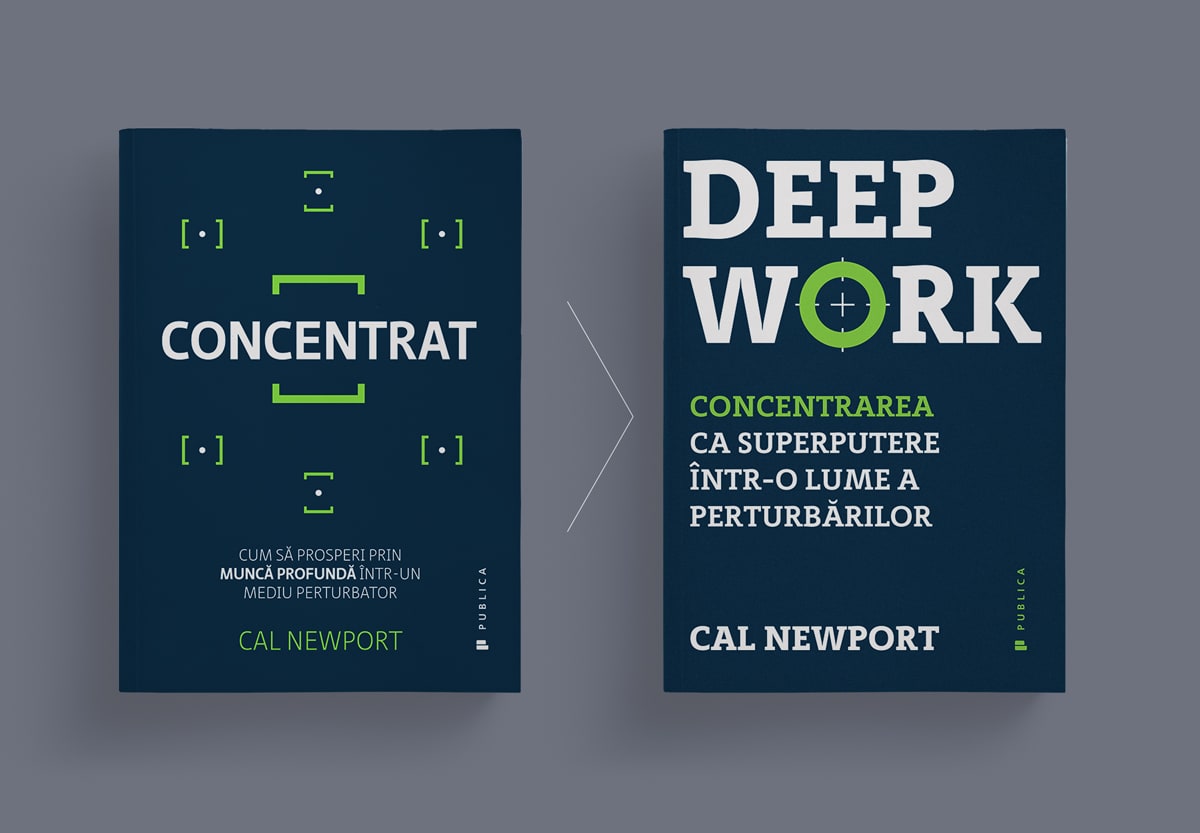 CONCENTRAT
CUM SĂ PROSPERI PRIN
MUNCĂ PROFUNDĂ ÎNTR-UN
MEDIU PERTURBATOR
CAL NEWPORT
PUBLICA
DEEP
WORK
CONCENTRAREA
CA SUPERPUTERE
ÎNTR-O LUME A
PERTURBĂRILOR
CAL NEWPORT
PUBLICA